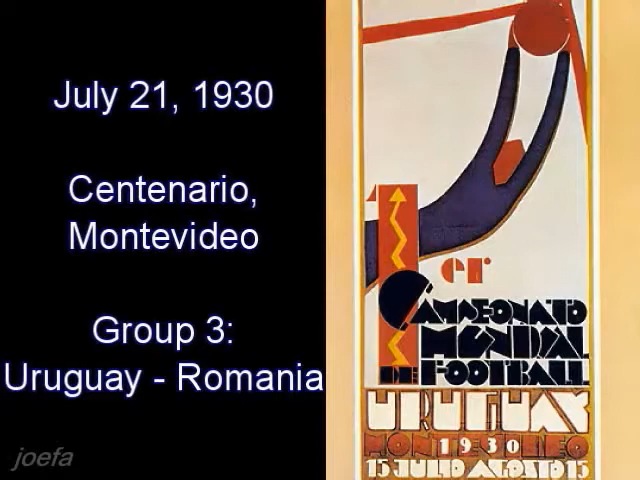 July 21, 1930
Centenario,
Montevideo
Group 3:
Uruguay - Romania
joefa
1er
CAMPEONATO
MUNDIAL
DE FOOTBALL
URUGUAY
1930
MONTEVIDEO
15 JULIO AGOSTO 15